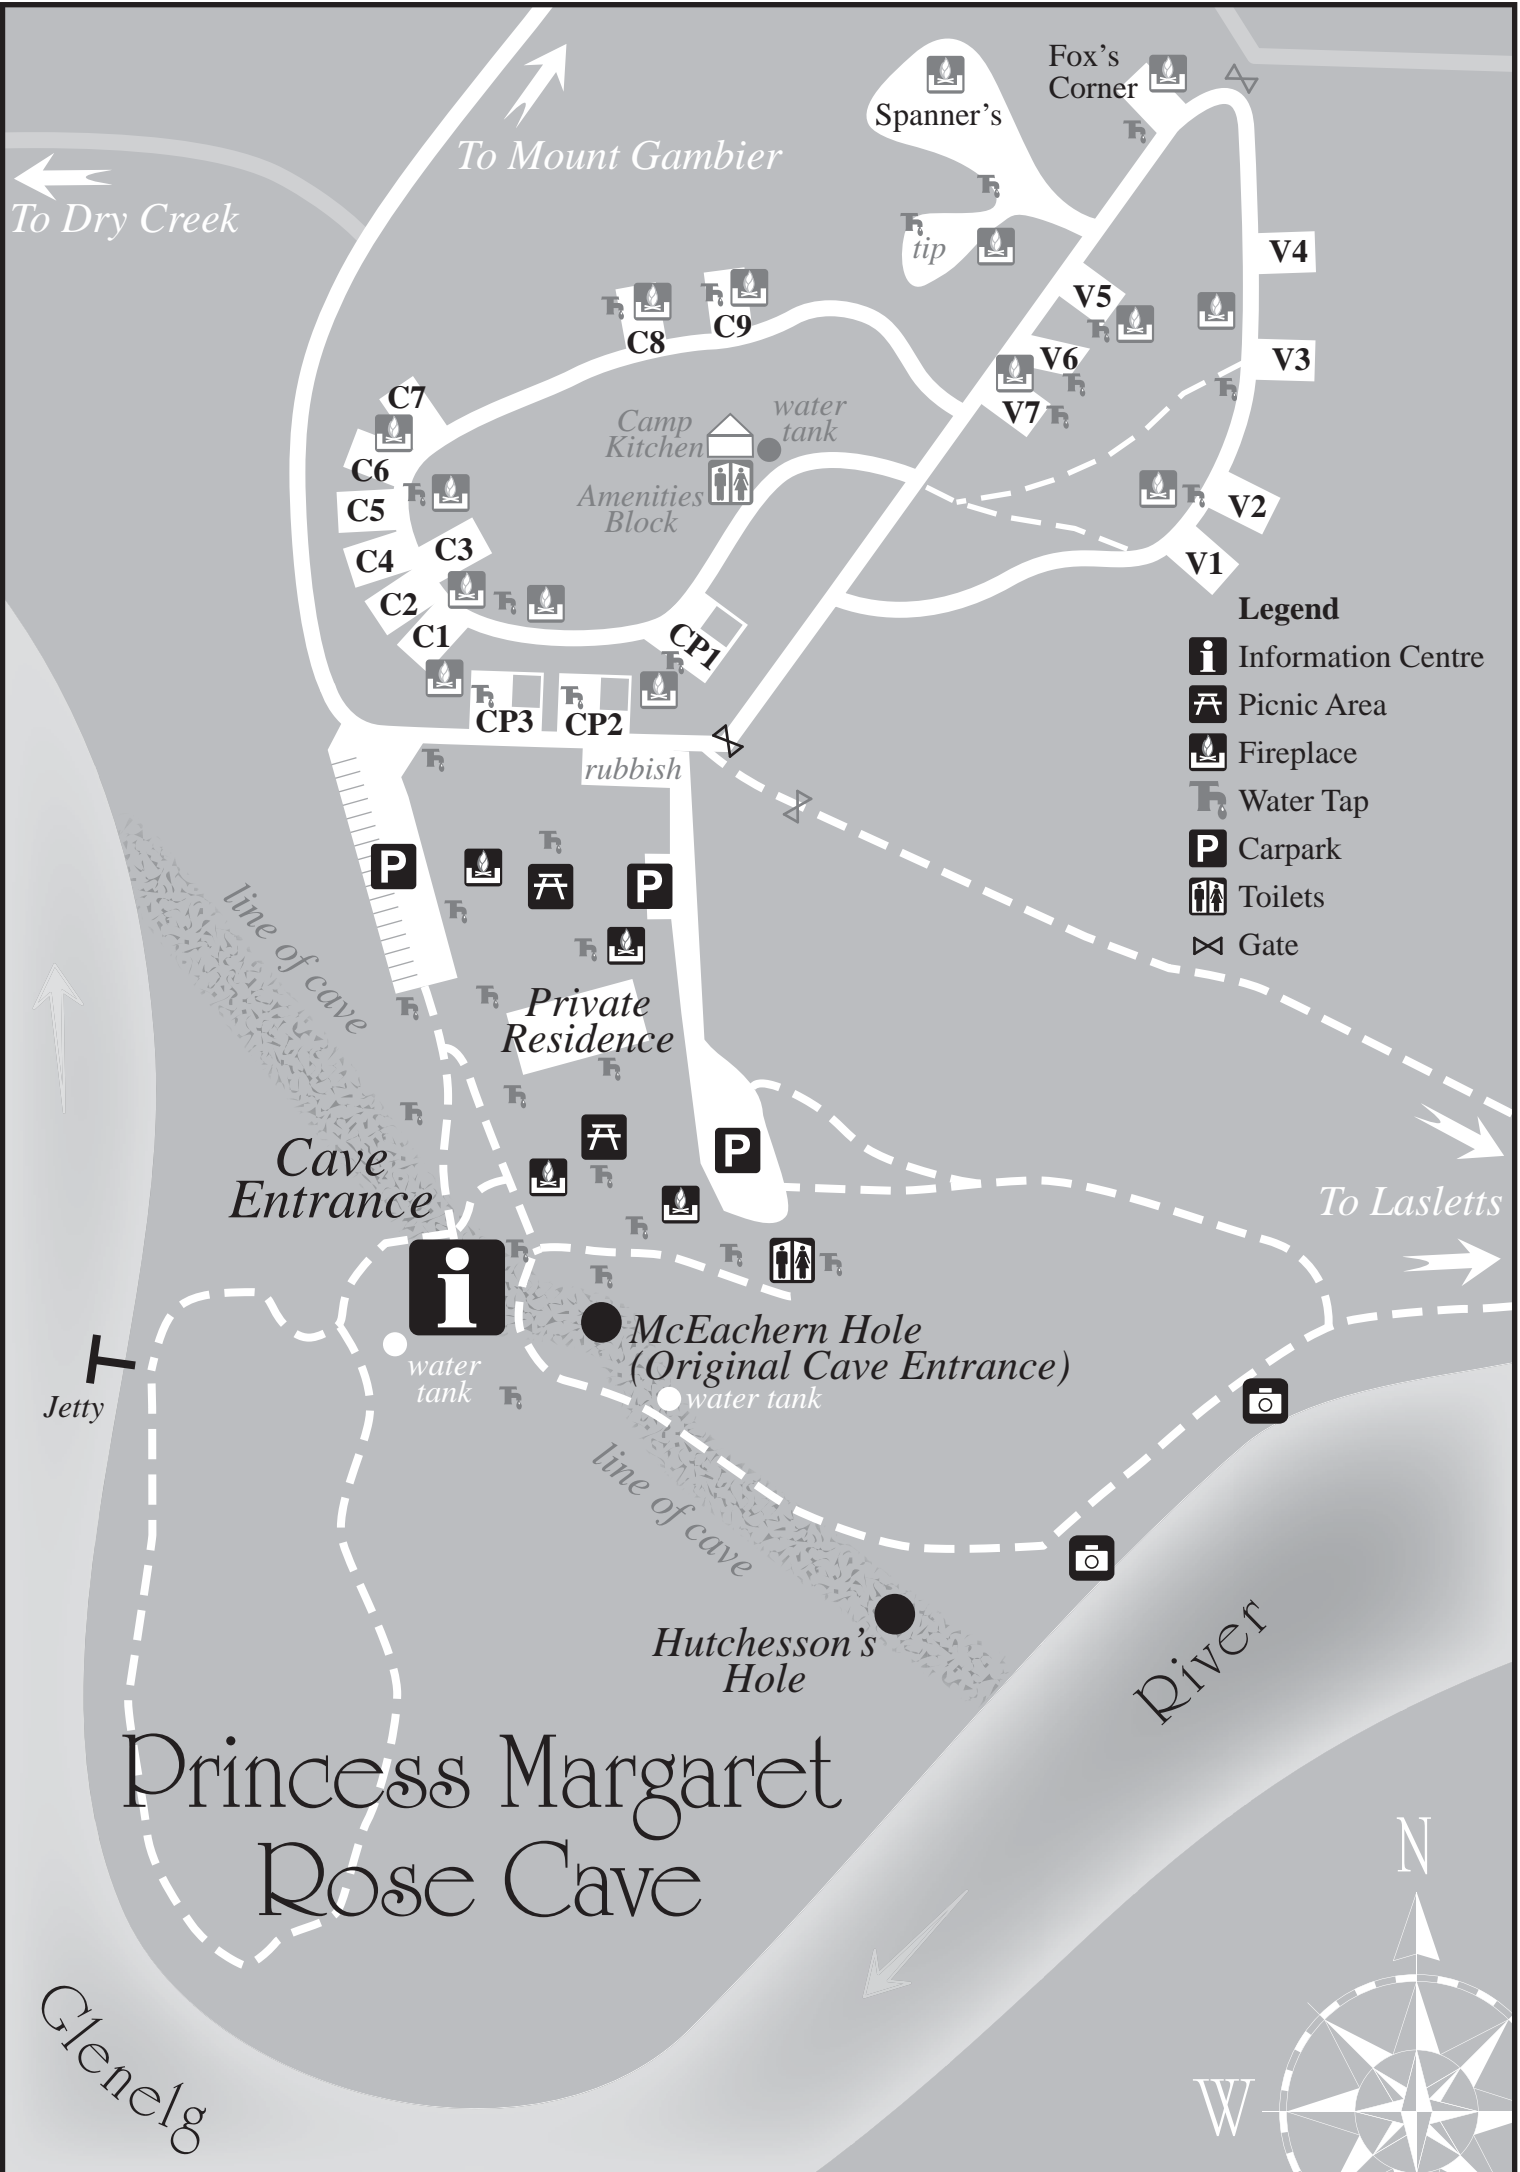 Fox's
Corner
Spanner's
To Mount Gambier
To Dry Creek
tip
V4
V5
C9
C8
V6
V3
C7
V7
water
tank
Camp
Kitchen
C6
Amenities
Block
C5
V2
C3
C4
V1
C2
C1
CP1
CP3
CP2
rubbish
Legend
i Information Centre
Picnic Area
Fireplace
Water Tap
P Carpark
Toilets
Gate
P
P
line of cave
Private
Residence
Cave
Entrance
P
To Lasletts
i
McEachern Hole
(Original Cave Entrance)
water
tank
water tank
Jetty
line of cave
Hutchesson's
Hole
River
Princess Margaret
Rose Cave
N
Glenelg
W